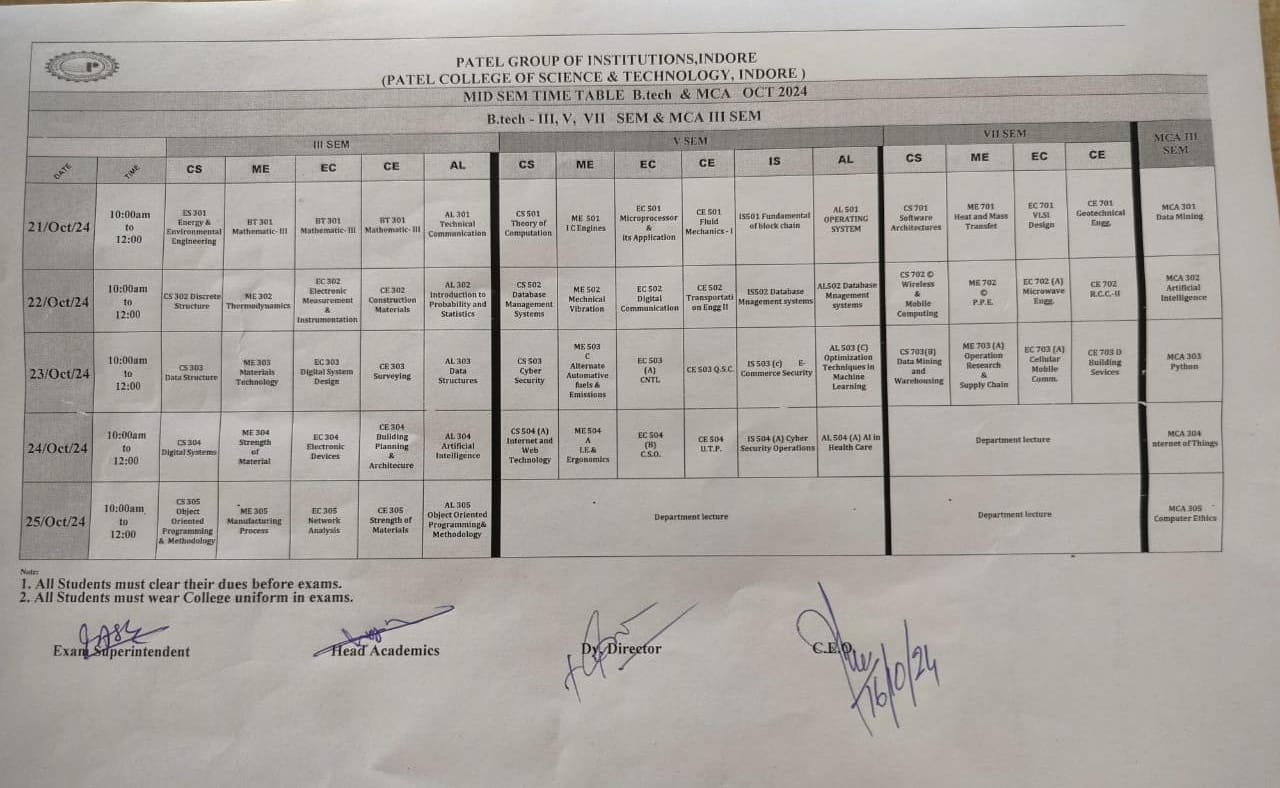 PATEL GROUP OF INSTITUTIONS,INDORE
(PATEL COLLEGE OF SCIENCE & TECHNOLOGY, INDORE )
MID SEM TIME TABLE B.tech & MCA OCT 2024
B.tech - III, V, VII SEM & MCA III SEM
DATE TIME III SEM V SEM VII SEM MCA III SEM
CS ME EC CE AL CS ME EC CE IS AL CS ME EC CE
21/Oct/24
10:00am to 12:00
ES 301 Energy & Environmental Engineering
BT 301 Mathematic- III
BT 301 Mathematic- III
BT 301 Mathematic- III
AL 301 Technical Communication
CS 501 Theory of Computation
ME 501 I C Engines
EC 501 Microprocessor & its Application
CE 501 Fluid Mechanics - I
IS501 Fundamental of block chain
AL 501 OPERATING SYSTEM
CS 701 Software Architectures
ME 701 Heat and Mass Transfet
EC 701 VLSI Design
CE 701 Geotechnical Engg.
MCA 301 Data Mining
22/Oct/24
10:00am to 12:00
CS 302 Discrete Structure
ME 302 Thermodynamics
EC 302 Electronic Measurement & Instrumentation
CE 302 Construction Materials
AL 302 Introduction to Probability and Statistics
CS 502 Database Management Systems
ME 502 Mechnical Vibration
EC 502 Digital Communication
CE 502 Transportati on Engg II
IS502 Database Mnagement systems
AL502 Database Mnagement systems
CS 702 © Wireless & Mobile Computing
ME 702 © P.P.E.
EC 702 (A) Microwave Engg.
CE 702 R.C.C.-II
MCA 302 Artificial Intelligence
23/Oct/24
10:00am to 12:00
CS 303 Data Structure
ME 303 Materials Technology
EC 303 Digital System Design
CE 303 Surveying
AL 303 Data Structures
CS 503 Cyber Security
ME 503 C Alternate Automative fuels & Emissions
EC 503 (A) CNTL
CE 503 Q.S.C.
IS 503 (c) E-Commerce Security
AL 503 (C) Optimization Techniques in Machine Learning
CS 703(B) Data Mining and Warehousing
ME 703 (A) Operation Research & Supply Chain
EC 703 (A) Cellular Mobile Comm.
CE 703 D Building Sevices
MCA 303 Python
24/Oct/24
10:00am to 12:00
CS 304 Digital Systems
ME 304 Strength of Material
EC 304 Electronic Devices
CE 304 Building Planning & Architecure
AL 304 Artificial Intelligence
CS 504 (A) Internet and Web Technology
ME 504 A I.E & Ergonomics
EC 504 (B) C.S.O.
CE 504 U.T.P.
IS 504 (A) Cyber Security Operations
AL 504 (A) AI in Health Care
Department lecture
MCA 304 nternet of Things
25/Oct/24
10:00am to 12:00
CS 305 Object Oriented Programming & Methodology
ME 305 Manufacturing Process
EC 305 Network Analysis
CE 305 Strength of Materials
AL 305 Object Oriented Programming& Methodology
Department lecture
Department lecture
MCA 305 Computer Ethics
Note:
1. All Students must clear their dues before exams.
2. All Students must wear College uniform in exams.
Exam Superintendent
Head Academics
Dy. Director
C.E.O.
16/10/24